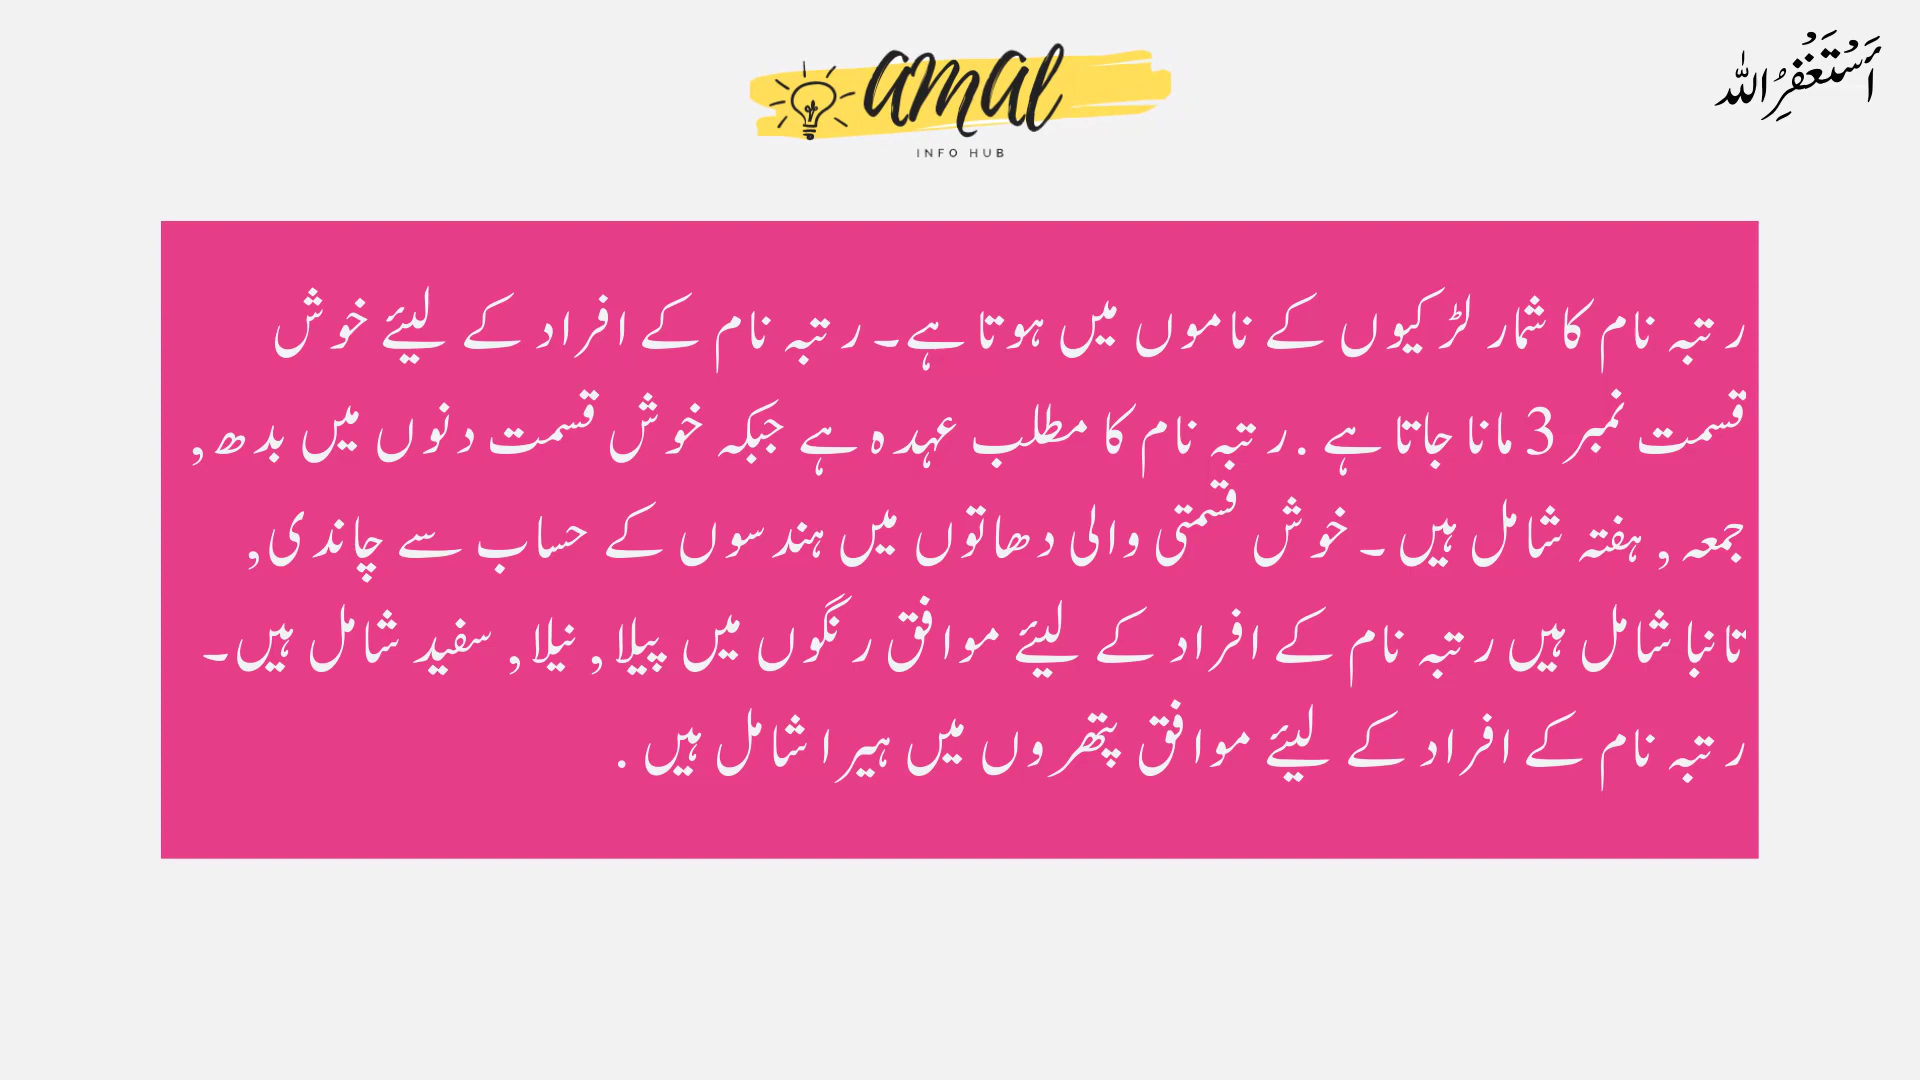 amal
INFO HUB
أَسْتَغْفِرُ اللّٰه
رتبہ نام کا شمار لڑکیوں کے ناموں میں ہوتا ہے۔ رتبہ نام کے افراد کے لیئے خوش
قسمت نمبر 3 مانا جاتا ہے .رتبہ نام کا مطلب عہدہ ہے جبکہ خوش قسمت دنوں میں بدھ,
جمعہ , ہفتہ شامل ہیں ۔ خوش قسمتی والی دھاتوں میں ہندسوں کے حساب سے چاندی,
تانبا شامل ہیں رتبہ نام کے افراد کے لیئے موافق رنگوں میں پیلا, نیلا, سفید شامل ہیں۔
رتبہ نام کے افراد کے لیئے موافق پتھروں میں ہیرا شامل ہیں .